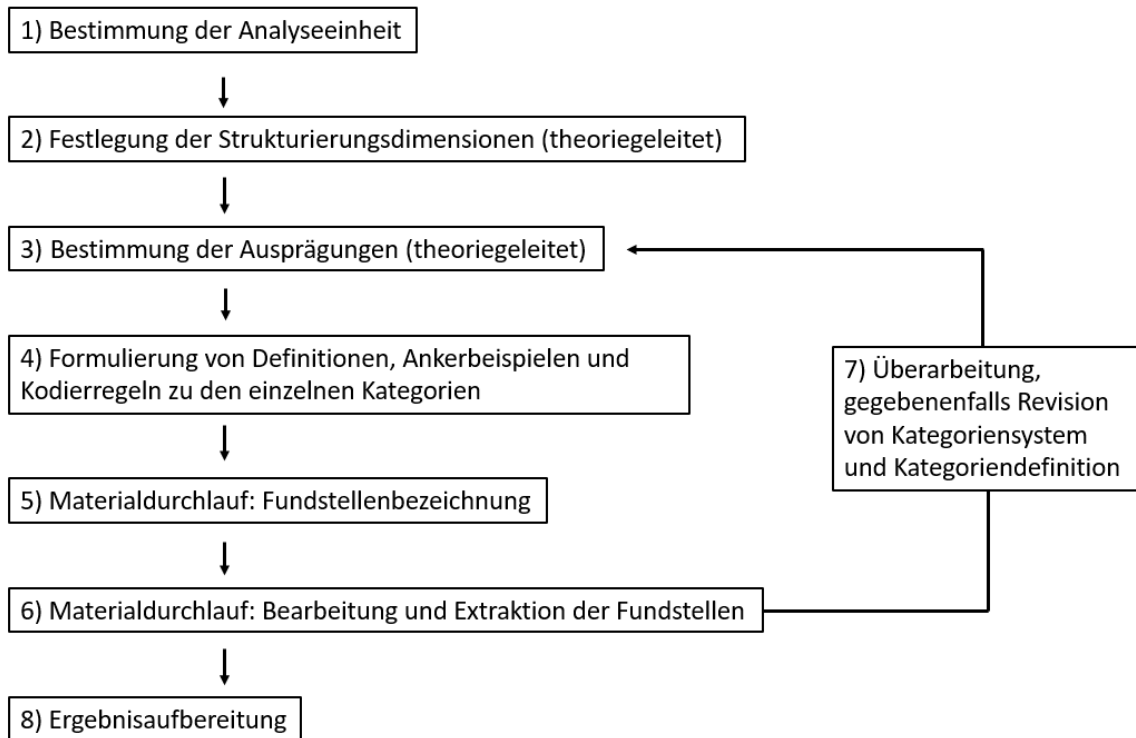 1) Bestimmung der Analyseeinheit
2) Festlegung der Strukturierungsdimensionen (theoriegeleitet)
3) Bestimmung der Ausprägungen (theoriegeleitet)
4) Formulierung von Definitionen, Ankerbeispielen und
Kodierregeln zu den einzelnen Kategorien
5) Materialdurchlauf: Fundstellenbezeichnung
6) Materialdurchlauf: Bearbeitung und Extraktion der Fundstellen
7) Überarbeitung,
gegebenenfalls Revision
von Kategoriensystem
und Kategoriendefinition
8) Ergebnisaufbereitung